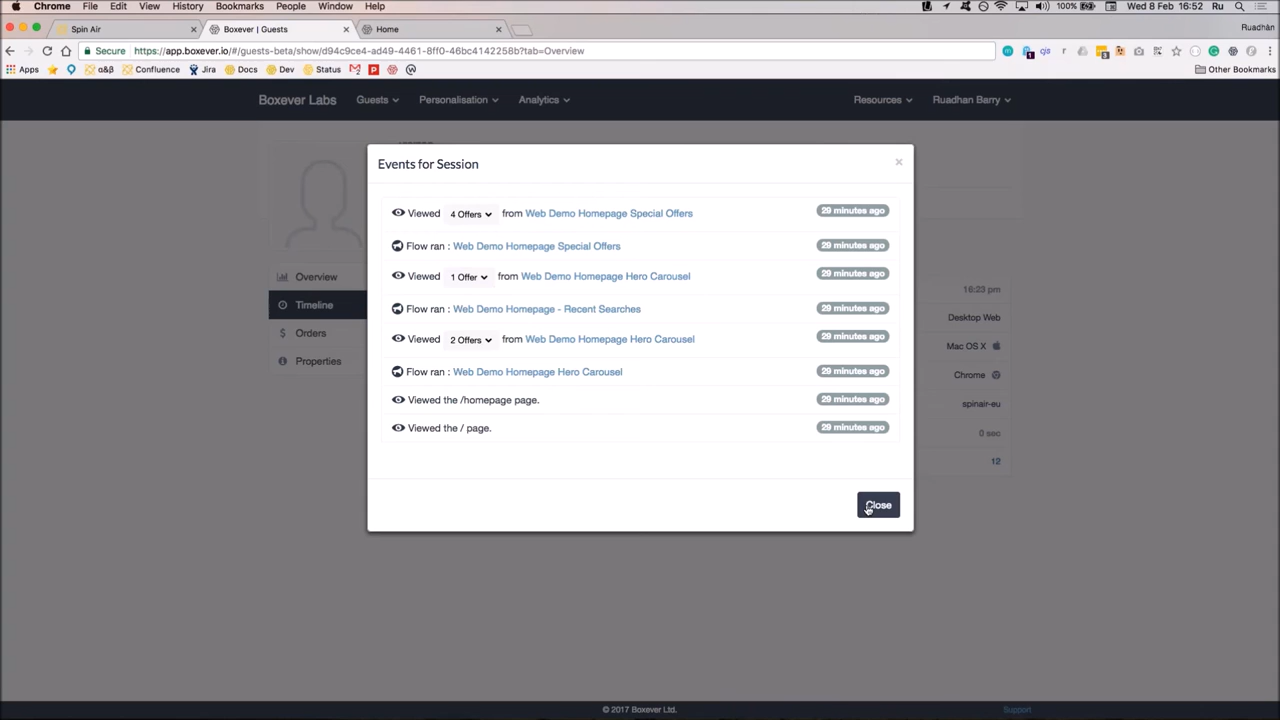 Chrome File Edit View History Bookmarks People Window Help 100% Wed 8 Feb 16:52 Ru
Spin Air Boxever | Guests Home Ruadhàn
Secure https://app.boxever.io/#/guests-beta/show/d94c9ce4-ad49-4461-8ff0-46bc4142258b?tab=Overview
Apps α&β Confluence Jira Docs Dev Status Other Bookmarks
Boxever Labs Guests Personalisation Analytics Resources Ruadhan Barry
Events for Session ×
Viewed 4 Offers from Web Demo Homepage Special Offers 29 minutes ago
Flow ran : Web Demo Homepage Special Offers 29 minutes ago
Viewed 1 Offer from Web Demo Homepage Hero Carousel 29 minutes ago
Flow ran : Web Demo Homepage - Recent Searches 29 minutes ago
Viewed 2 Offers from Web Demo Homepage Hero Carousel 29 minutes ago
Flow ran : Web Demo Homepage Hero Carousel 29 minutes ago
Viewed the /homepage page. 29 minutes ago
Viewed the / page. 29 minutes ago
Close
Overview
Timeline
Orders
Properties
16:23 pm
Desktop Web
Mac OS X
Chrome
spinair-eu
0 sec
12
© 2017 Boxever Ltd. Support